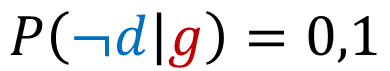 P(¬d|g) = 0,1